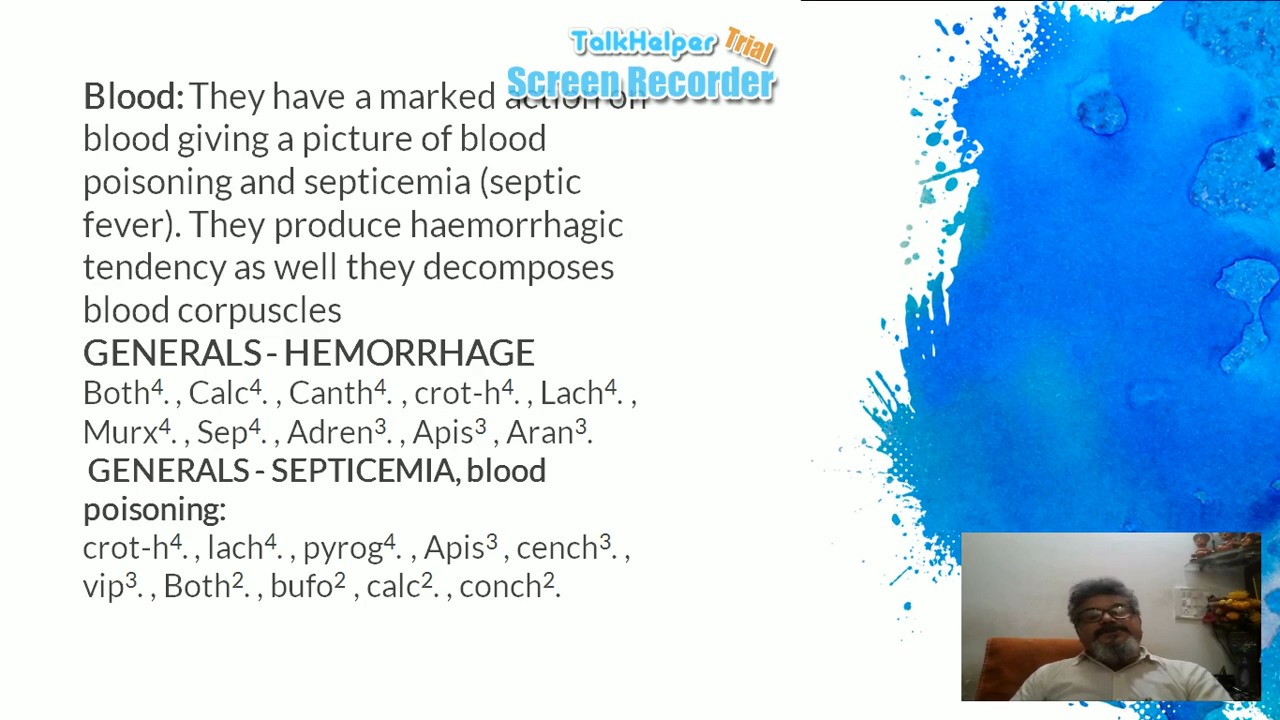 TalkHelper Trial
Screen Recorder
Blood: They have a marked action on
blood giving a picture of blood
poisoning and septicemia (septic
fever). They produce haemorrhagic
tendency as well they decomposes
blood corpuscles
GENERALS - HEMORRHAGE
Both⁴. , Calc⁴. , Canth⁴. , crot-h⁴. , Lach⁴. ,
Murx⁴. , Sep⁴. , Adren³. , Apis³ , Aran³.
GENERALS - SEPTICEMIA, blood
poisoning:
crot-h⁴. , lach⁴. , pyrog⁴. , Apis³ , cench³. ,
vip³. , Both². , bufo² , calc². , conch².